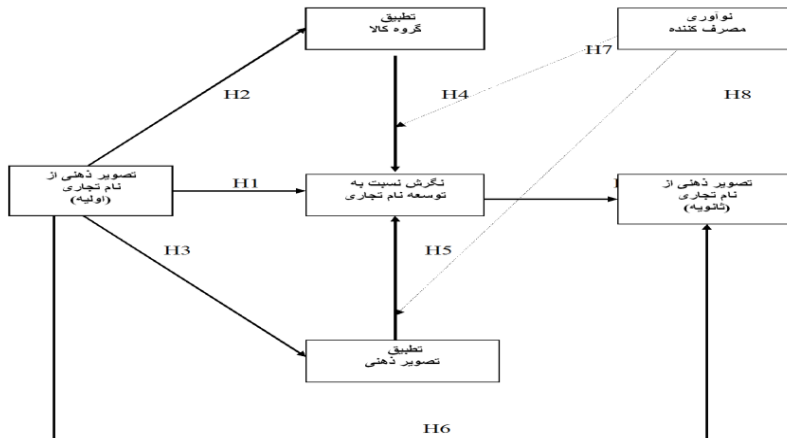 تطبیق
گروه کالا
نوآوری
مصرف کننده
H7
H2
H4
H8
تصویر ذهنی از
نام تجاری
(اولیه)
H1
نگرش نسبت به
توسعه نام تجاری
تصویر ذهنی از
نام تجاری
(ثانویه)
H3
H5
تطبیق
تصویر ذهنی
H6